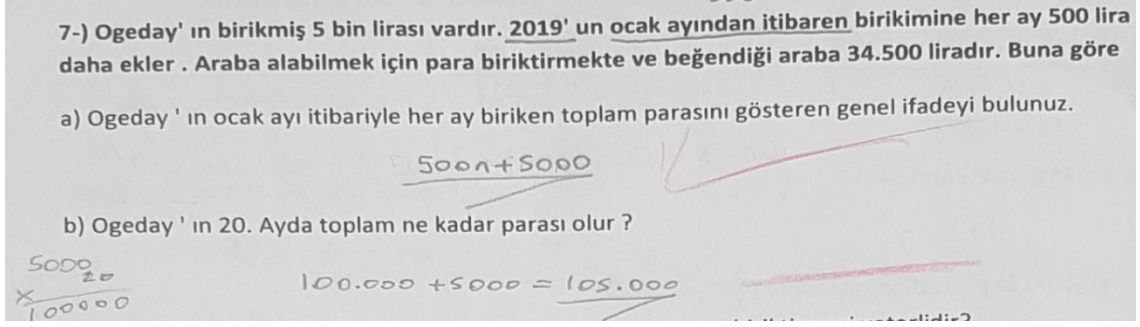 7-) Ogeday' ın birikmiş 5 bin lirası vardır. 2019' un ocak ayından itibaren birikimine her ay 500 lira
daha ekler . Araba alabilmek için para biriktirmekte ve beğendiği araba 34.500 liradır. Buna göre
a) Ogeday ' ın ocak ayı itibariyle her ay biriken toplam parasını gösteren genel ifadeyi bulunuz.
500n+5000
b) Ogeday ' ın 20. Ayda toplam ne kadar parası olur ?
5000
20
x
100000
100.000 +5000 = 105.000